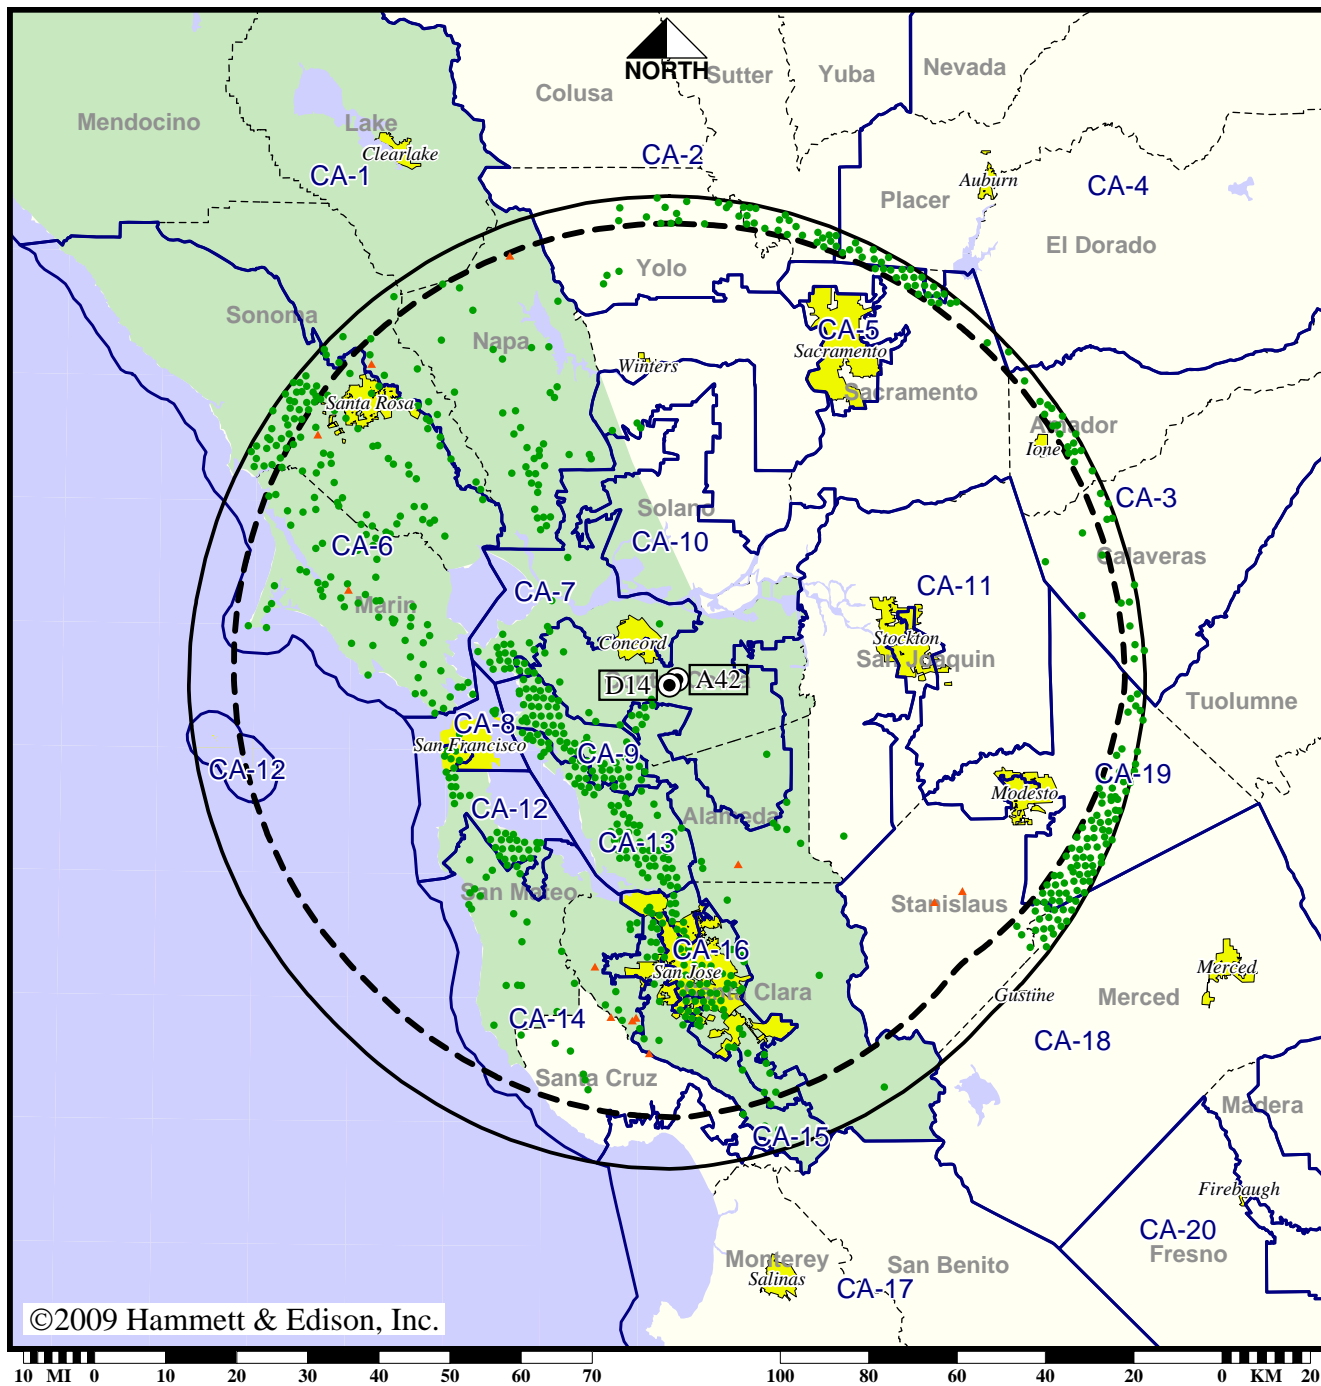 NORTH
Sutter
Yuba
Nevada
Colusa
Mendocino
Lake
Clearlake
CA-1
CA-2
Auburn
CA-4
Placer
El Dorado
Yolo
Sonoma
Napa
CA-5
Sacramento
Winters
Sacramento
Santa Rosa
Amador
Ione
CA-3
Solano
CA-10
CA-6
Calaveras
CA-7
CA-11
Marin
Concord
Stockton
San Joaquin
D14
A42
Tuolumne
CA-8
San Francisco
CA-9
CA-12
CA-19
Modesto
CA-12
Alameda
CA-13
San Mateo
Stanislaus
CA-16
San Jose
Merced
Gustine
Merced
CA-14
CA-18
Santa Cruz
Madera
CA-15
Firebaugh
CA-20
Fresno
Monterey
San Benito
Salinas
CA-17
©2009 Hammett & Edison, Inc.
10 MI 0 10 20 30 40 50 60 70 100 80 60 40 20 0 KM 20